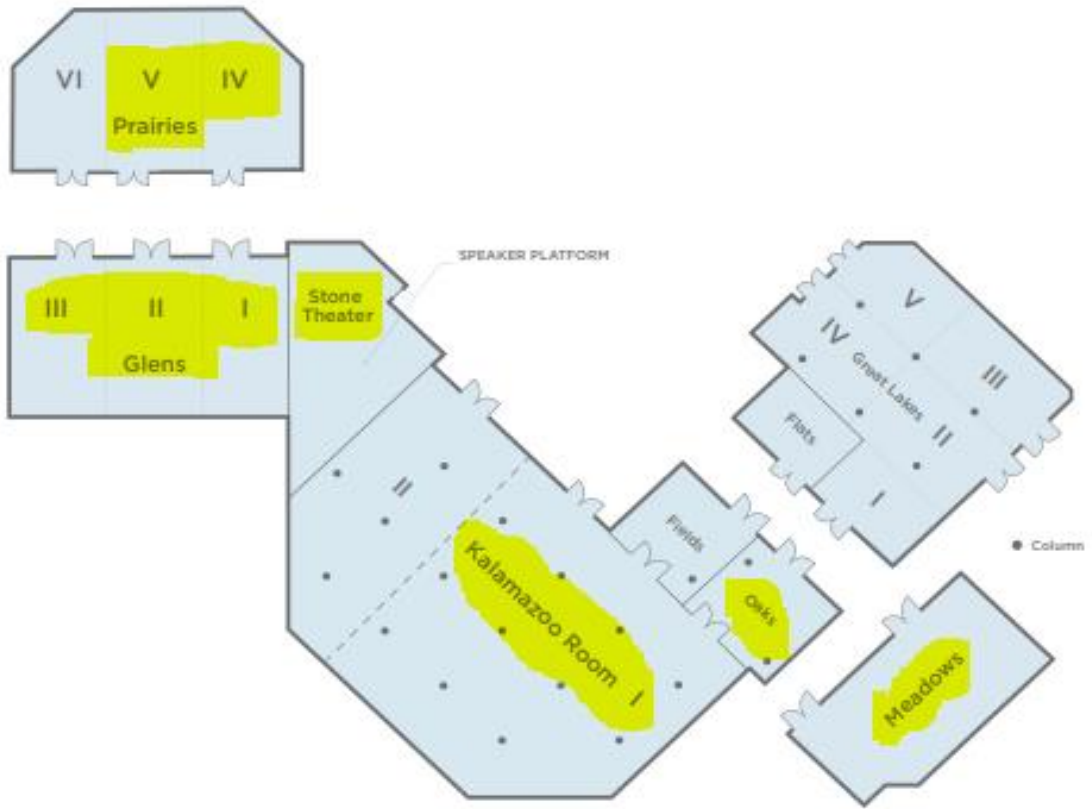 VI V IV
Prairies
SPEAKER PLATFORM
III II I
Glens
Stone
Theater
II
Kalamazoo Room I
Fields
Oaks
V
IV
III
Great Lakes
II
Flats
I
Column
Meadows